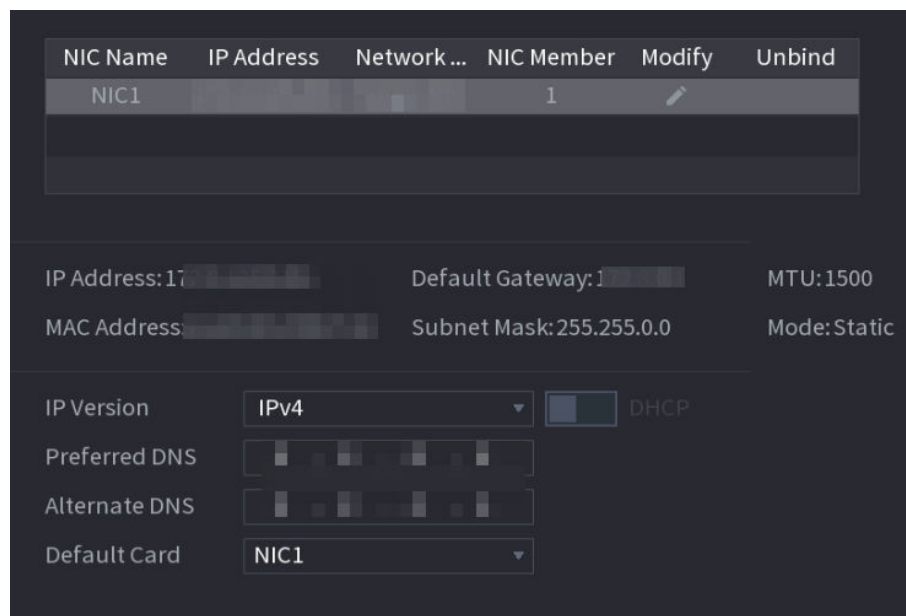 NIC Name IP Address Network ... NIC Member Modify Unbind
NIC1 1
IP Address: Default Gateway: MTU:1500
MAC Address: Subnet Mask:255.255.0.0 Mode:Static
IP Version IPv4 DHCP
Preferred DNS
Alternate DNS
Default Card NIC1